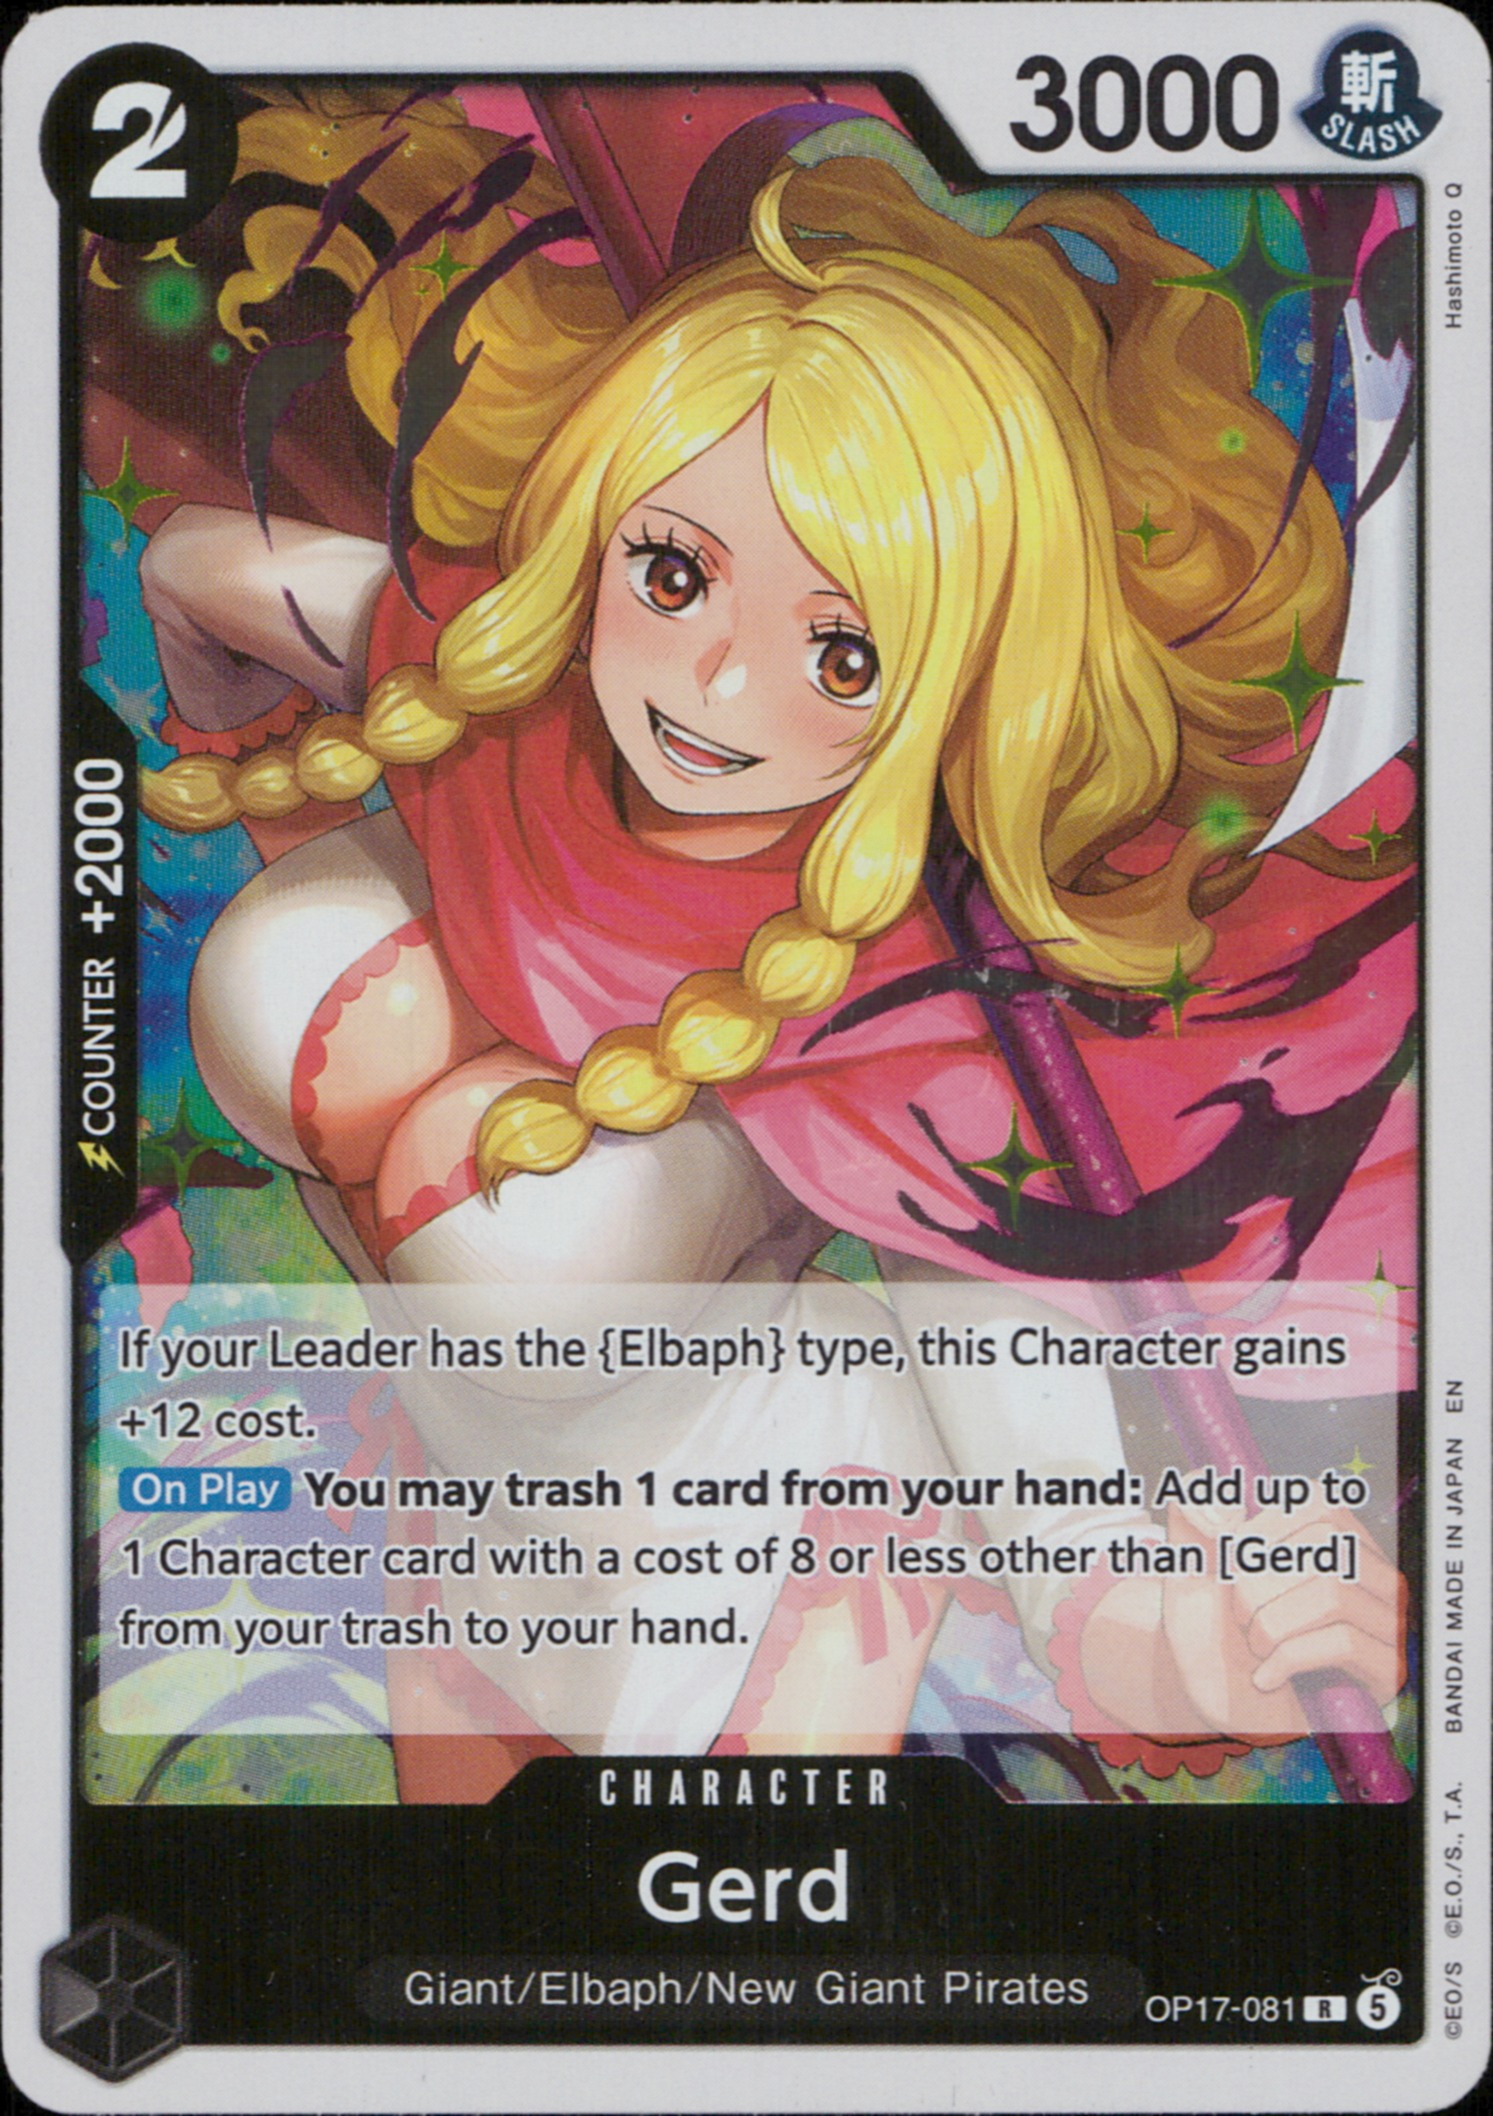 2
3000
斬
SLASH
Hashimoto Q
COUNTER +2000
If your Leader has the {Elbaph} type, this Character gains
+12 cost.
On Play You may trash 1 card from your hand: Add up to
1 Character card with a cost of 8 or less other than [Gerd]
from your trash to your hand.
CHARACTER
Gerd
Giant/Elbaph/New Giant Pirates
OP17-081 R 5
©EO/S ©E.O./S., T.A. BANDAI MADE IN JAPAN EN